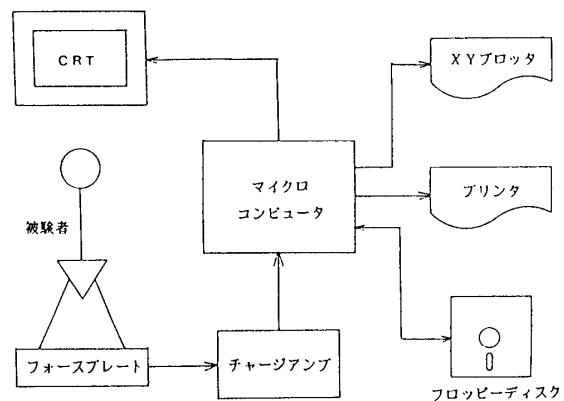 CRT
XYプロッタ
マイクロ
コンピュータ
プリンタ
被験者
フォースプレート
チャージアンプ
フロッピーディスク